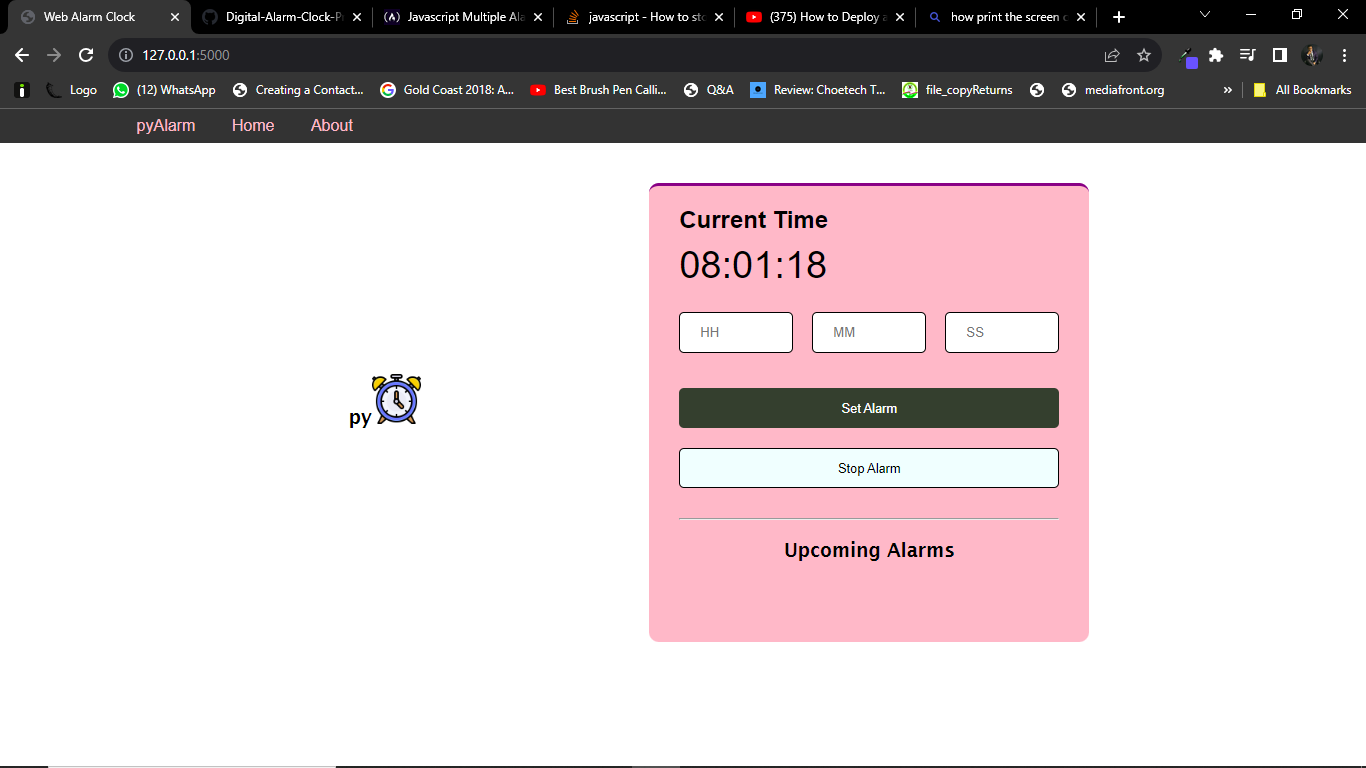 Web Alarm Clock
Digital-Alarm-Clock-P
Javascript Multiple Ala
javascript - How to sto
(375) How to Deploy a
how print the screen
127.0.0.1:5000
Logo
(12) WhatsApp
Creating a Contact...
Gold Coast 2018: A...
Best Brush Pen Calli...
Q&A
Review: Choetech T...
file_copyReturns
mediafront.org
»
All Bookmarks
pyAlarm
Home
About
Current Time
08:01:18
HH
MM
SS
py
Set Alarm
Stop Alarm
Upcoming Alarms